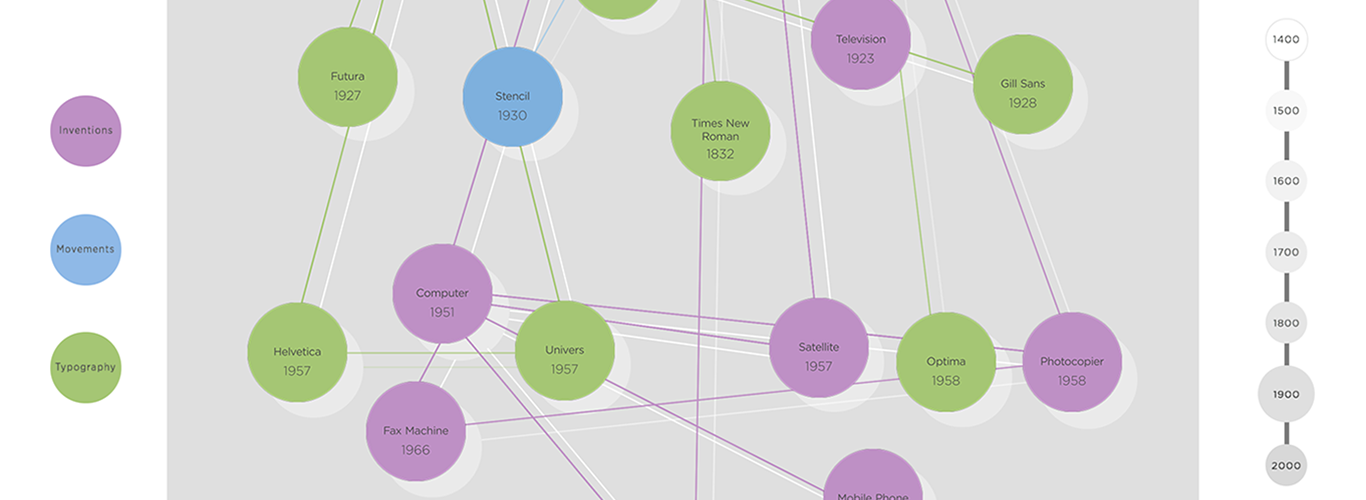 Inventions
Movements
Typography
Futura
1927
Stencil
1930
Times New
Roman
1832
Television
1923
Gill Sans
1928
Computer
1951
Helvetica
1957
Univers
1957
Satellite
1957
Optima
1958
Photocopier
1958
Fax Machine
1966
Mobile Phone
1400
1500
1600
1700
1800
1900
2000